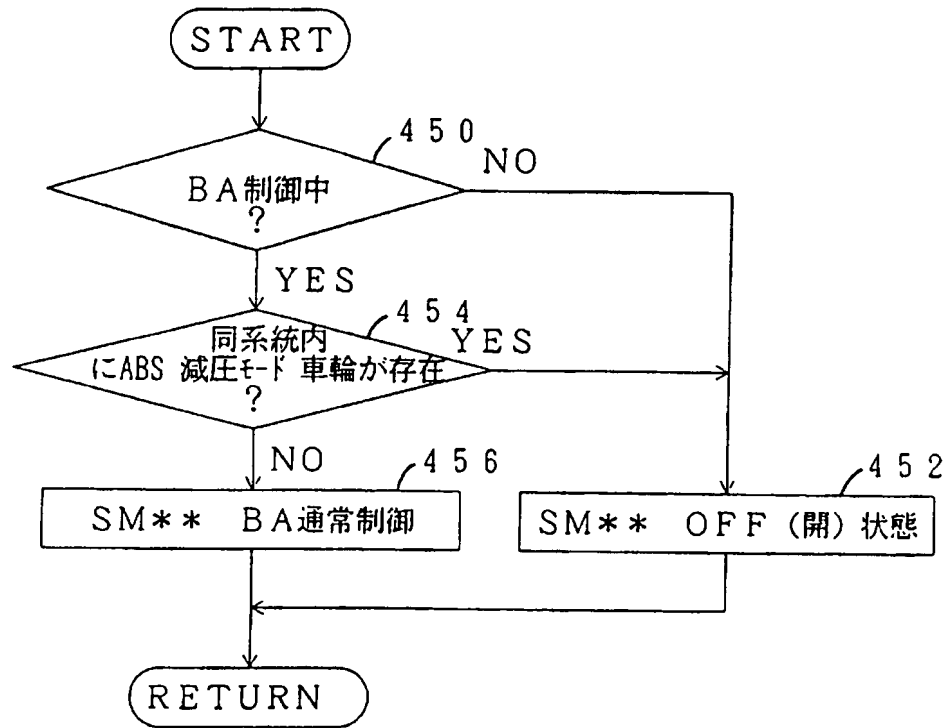 START
450
BA制御中
?
NO
YES
454
同系統内
にABS 減圧モード 車輪が存在
?
YES
NO
456
SM** BA通常制御
452
SM** OFF (開) 状態
RETURN